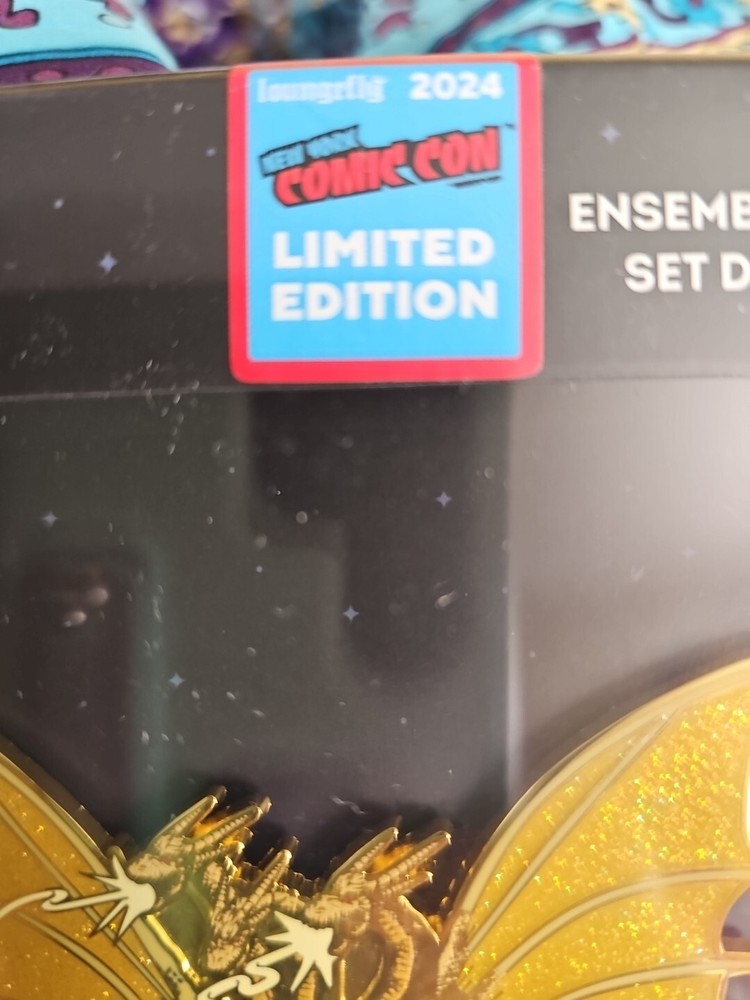 loungefly 2024
NEW YORK
COMIC CON
LIMITED
EDITION
ENSEMB
SET D